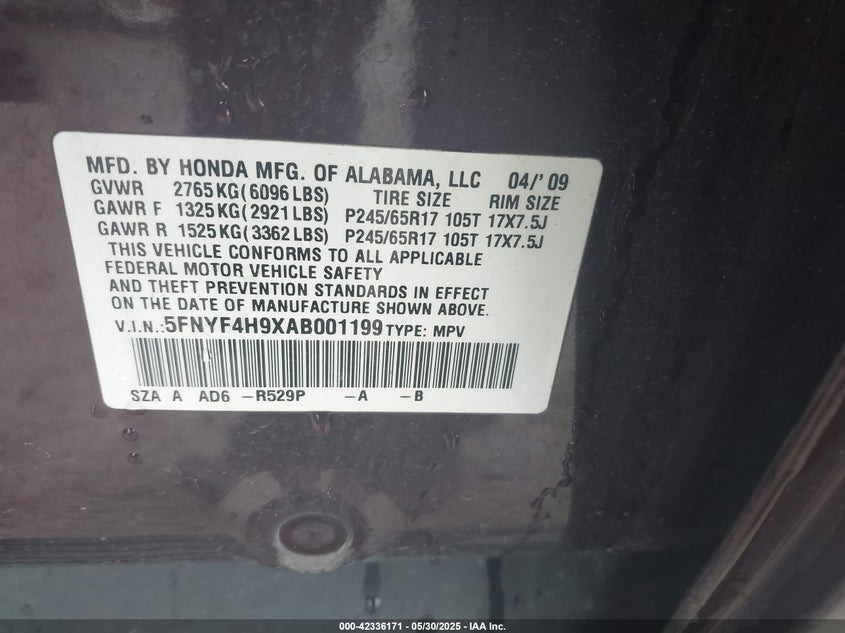 MFD. BY HONDA MFG. OF ALABAMA, LLC 04/'09
GVWR 2765KG(6096LBS) TIRE SIZE RIM SIZE
GAWR F 1325KG(2921LBS) P245/65R17 105T 17X7.5J
GAWR R 1525KG(3362LBS) P245/65R17 105T 17X7.5J
THIS VEHICLE CONFORMS TO ALL APPLICABLE
FEDERAL MOTOR VEHICLE SAFETY
AND THEFT PREVENTION STANDARDS IN EFFECT
ON THE DATE OF MANUFACTURE SHOWN ABOVE.
V.I.N.:5FNYF4H9XAB001199 TYPE: MPV
SZA A AD6 -R529P -A -B
000-42336171 — 05/30/2025 — IAA Inc.